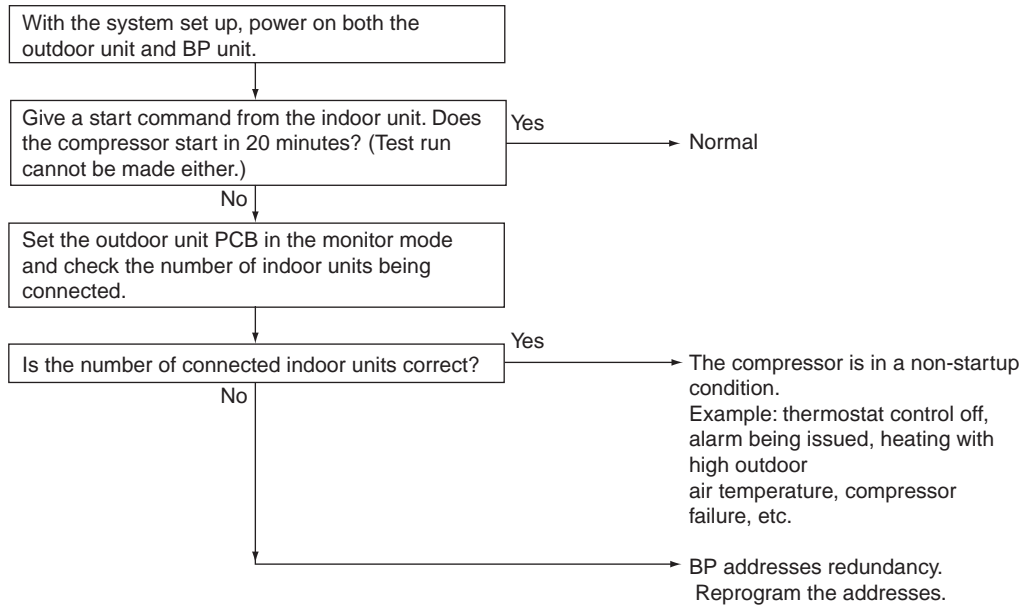 With the system set up, power on both the
outdoor unit and BP unit.
Give a start command from the indoor unit. Does
the compressor start in 20 minutes? (Test run
cannot be made either.)
Yes
Normal
No
Set the outdoor unit PCB in the monitor mode
and check the number of indoor units being
connected.
Is the number of connected indoor units correct?
Yes
The compressor is in a non-startup
condition.
Example: thermostat control off,
alarm being issued, heating with
high outdoor
air temperature, compressor
failure, etc.
No
BP addresses redundancy.
Reprogram the addresses.